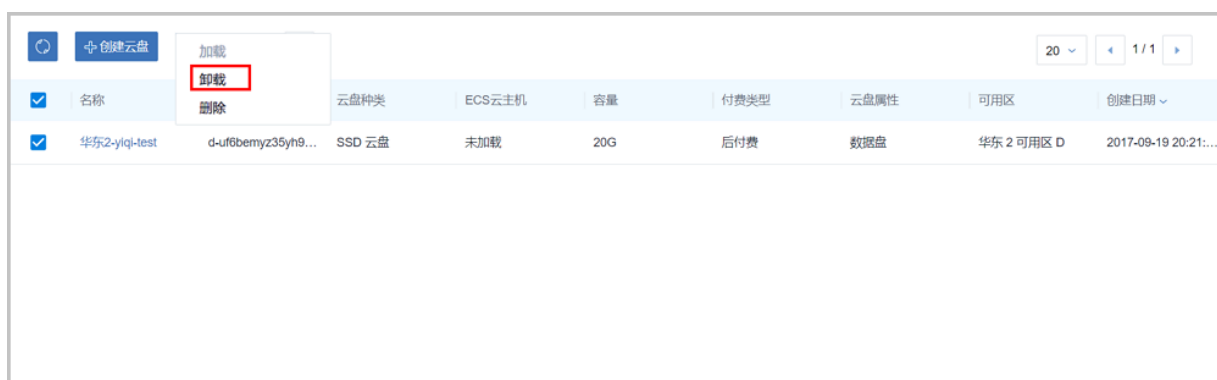 创建云盘
加载
卸载
删除
20
1 / 1
名称 云盘种类 ECS云主机 容量 付费类型 云盘属性 可用区 创建日期
华东2-yiqi-test d-uf6bemyz35yh9... SSD 云盘 未加载 20G 后付费 数据盘 华东 2 可用区 D 2017-09-19 20:21:...